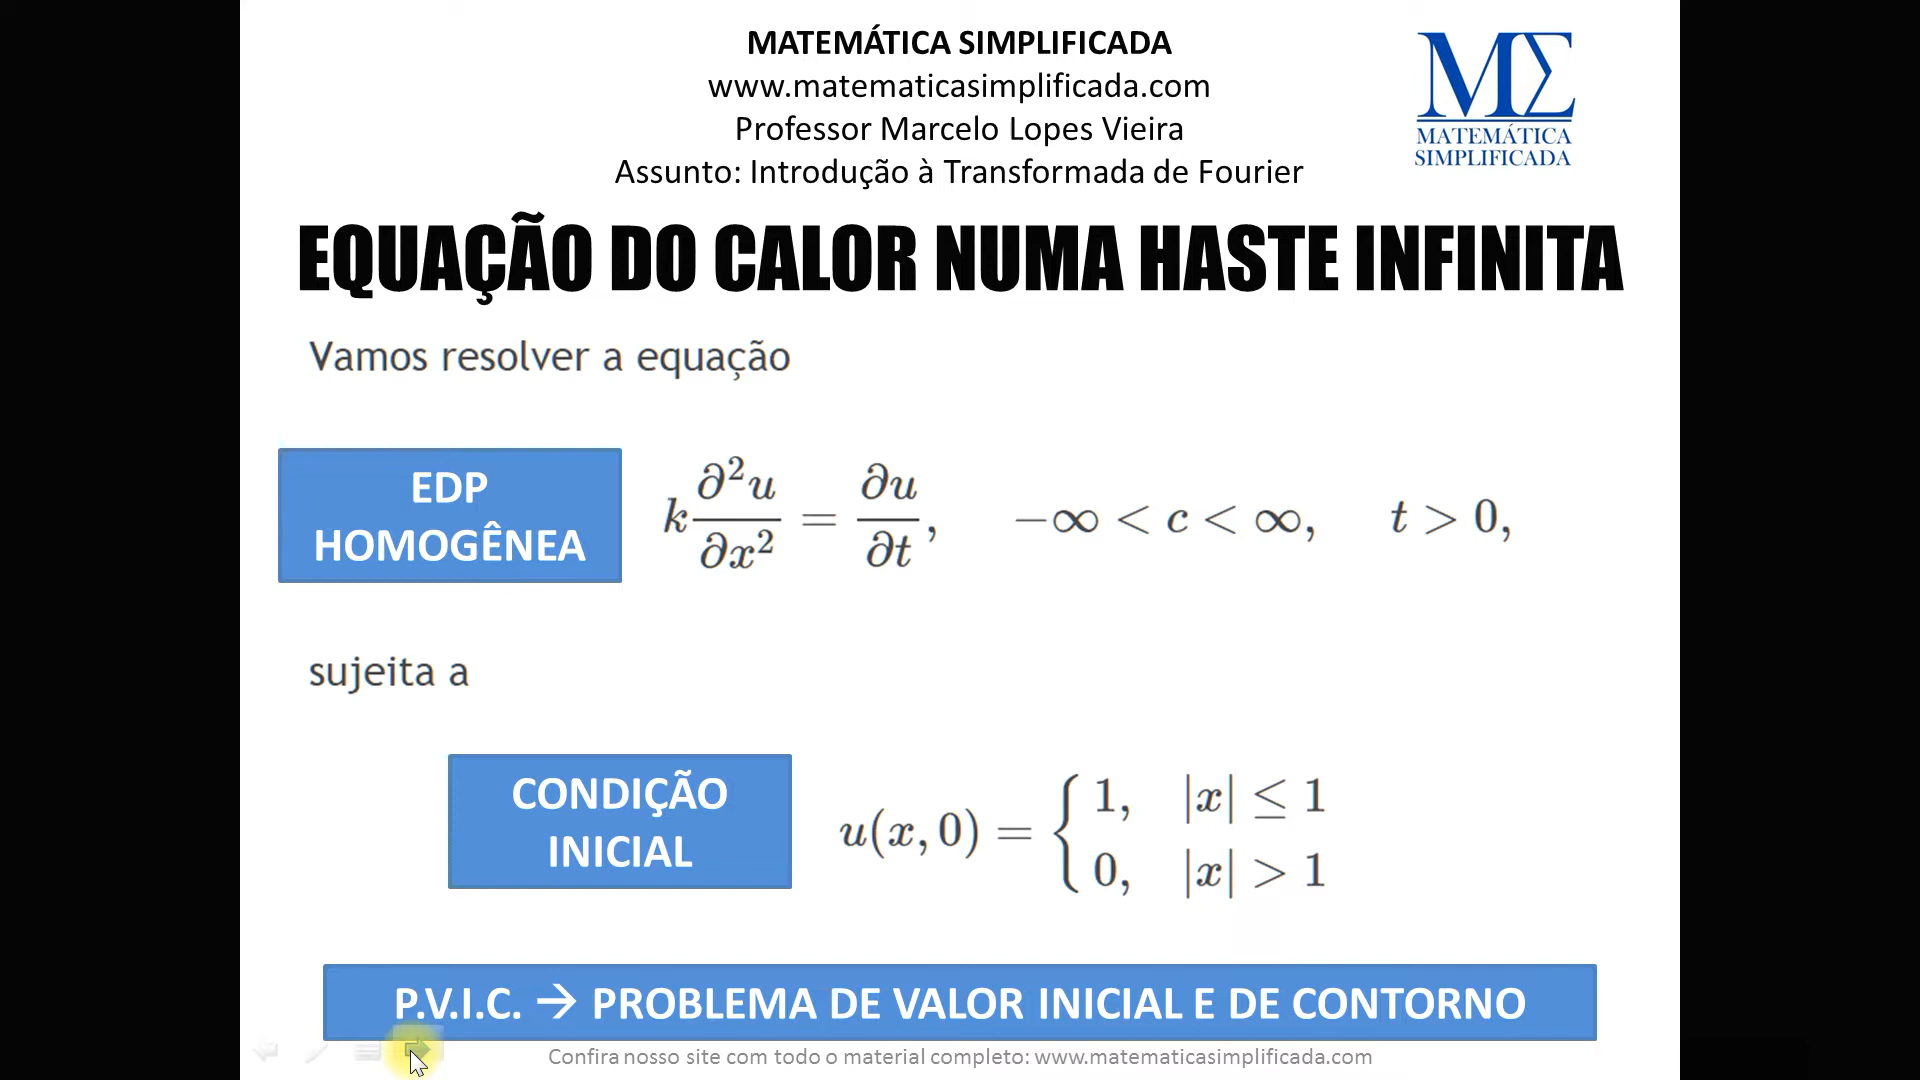 MATEMÁTICA SIMPLIFICADA
www.matematicasimplificada.com
Professor Marcelo Lopes Vieira
Assunto: Introdução à Transformada de Fourier
MΣ
MATEMÁTICA
SIMPLIFICADA
EQUAÇÃO DO CALOR NUMA HASTE INFINITA
Vamos resolver a equação
EDP
HOMOGÊNEA
k ∂²u/∂x² = ∂u/∂t, −∞ < c < ∞, t > 0,
sujeita a
CONDIÇÃO
INICIAL
u(x, 0) = { 1, |x| ≤ 1
0, |x| > 1
P.V.I.C. → PROBLEMA DE VALOR INICIAL E DE CONTORNO
Confira nosso site com todo o material completo: www.matematicasimplificada.com